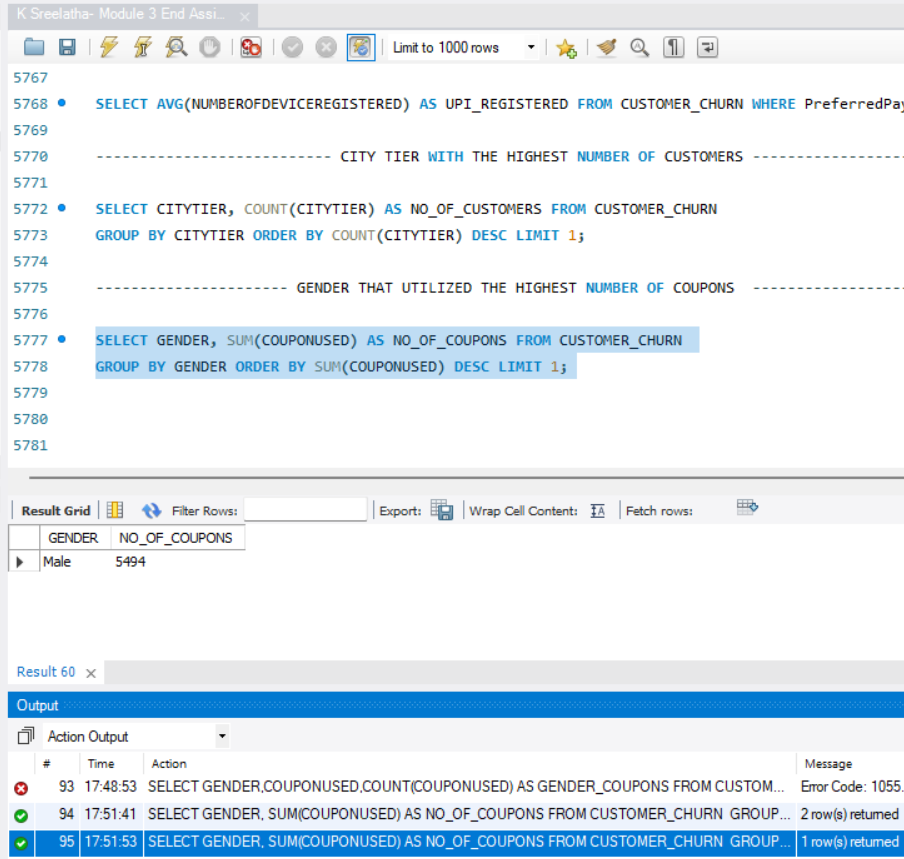 K Sreelatha- Module 3 End Assi...
Limit to 1000 rows
5767
5768 SELECT AVG(NUMBEROFDEVICEREGISTERED) AS UPI_REGISTERED FROM CUSTOMER_CHURN WHERE PreferredPay
5769
5770 --------------------------- CITY TIER WITH THE HIGHEST NUMBER OF CUSTOMERS -----------------
5771
5772 SELECT CITYTIER, COUNT(CITYTIER) AS NO_OF_CUSTOMERS FROM CUSTOMER_CHURN
5773 GROUP BY CITYTIER ORDER BY COUNT(CITYTIER) DESC LIMIT 1;
5774
5775 ---------------------- GENDER THAT UTILIZED THE HIGHEST NUMBER OF COUPONS -----------------
5776
5777 SELECT GENDER, SUM(COUPONUSED) AS NO_OF_COUPONS FROM CUSTOMER_CHURN
5778 GROUP BY GENDER ORDER BY SUM(COUPONUSED) DESC LIMIT 1;
5779
5780
5781
Result Grid Filter Rows: Export: Wrap Cell Content: Fetch rows:
GENDER NO_OF_COUPONS
Male 5494
Result 60
Output
Action Output
# Time Action Message
93 17:48:53 SELECT GENDER,COUPONUSED,COUNT(COUPONUSED) AS GENDER_COUPONS FROM CUSTOM... Error Code: 1055.
94 17:51:41 SELECT GENDER, SUM(COUPONUSED) AS NO_OF_COUPONS FROM CUSTOMER_CHURN GROUP... 2 row(s) returned
95 17:51:53 SELECT GENDER, SUM(COUPONUSED) AS NO_OF_COUPONS FROM CUSTOMER_CHURN GROUP... 1 row(s) returned